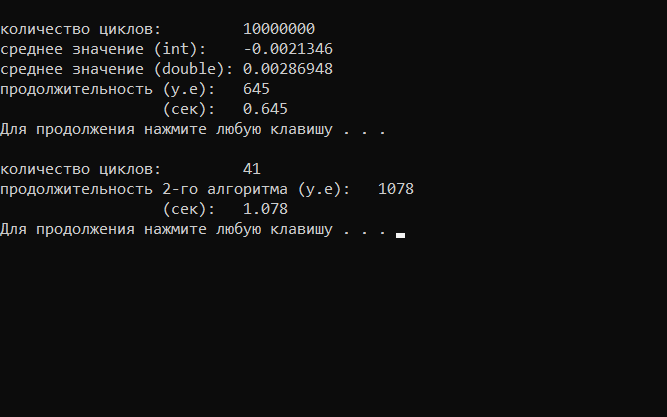 количество циклов: 10000000
среднее значение (int): -0.0021346
среднее значение (double): 0.00286948
продолжительность (у.е): 645
(сек): 0.645
Для продолжения нажмите любую клавишу . . .
количество циклов: 41
продолжительность 2-го алгоритма (у.е): 1078
(сек): 1.078
Для продолжения нажмите любую клавишу . . .